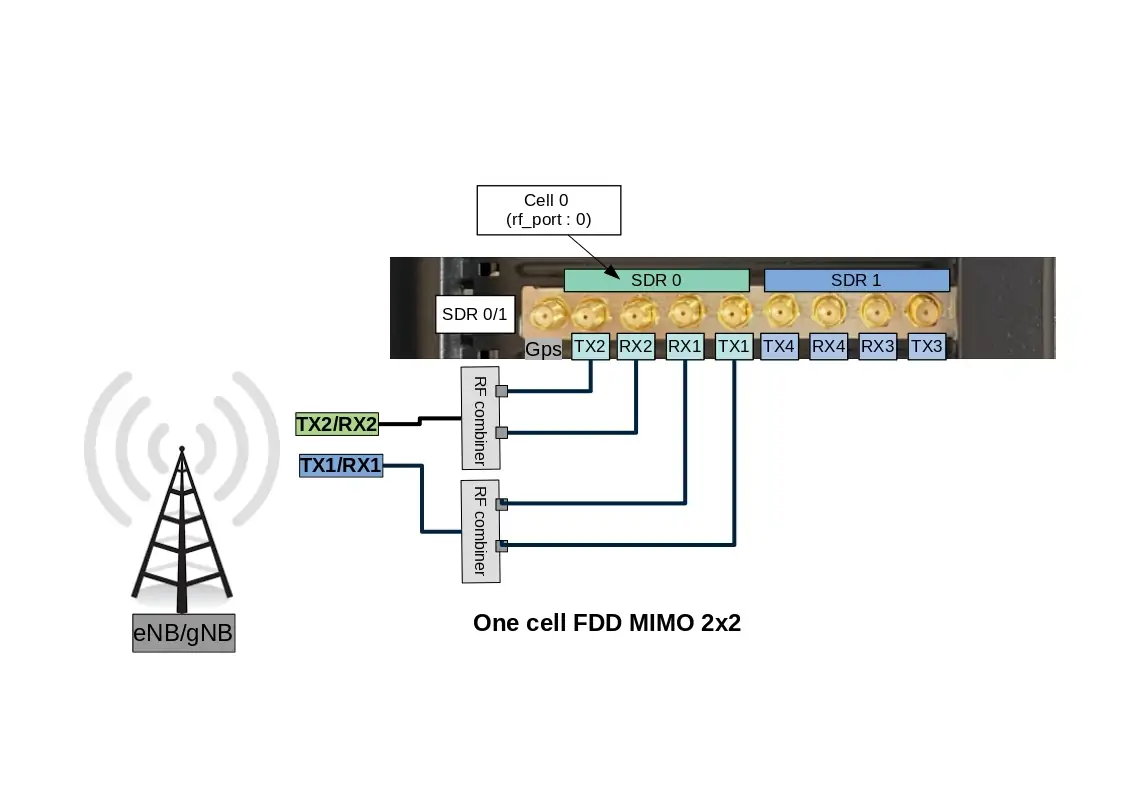 Cell 0
(rf_port : 0)
SDR 0
SDR 1
SDR 0/1
Gps
TX2
RX2
RX1
TX1
TX4
RX4
RX3
TX3
RF combiner
TX2/RX2
TX1/RX1
RF combiner
One cell FDD MIMO 2x2
eNB/gNB